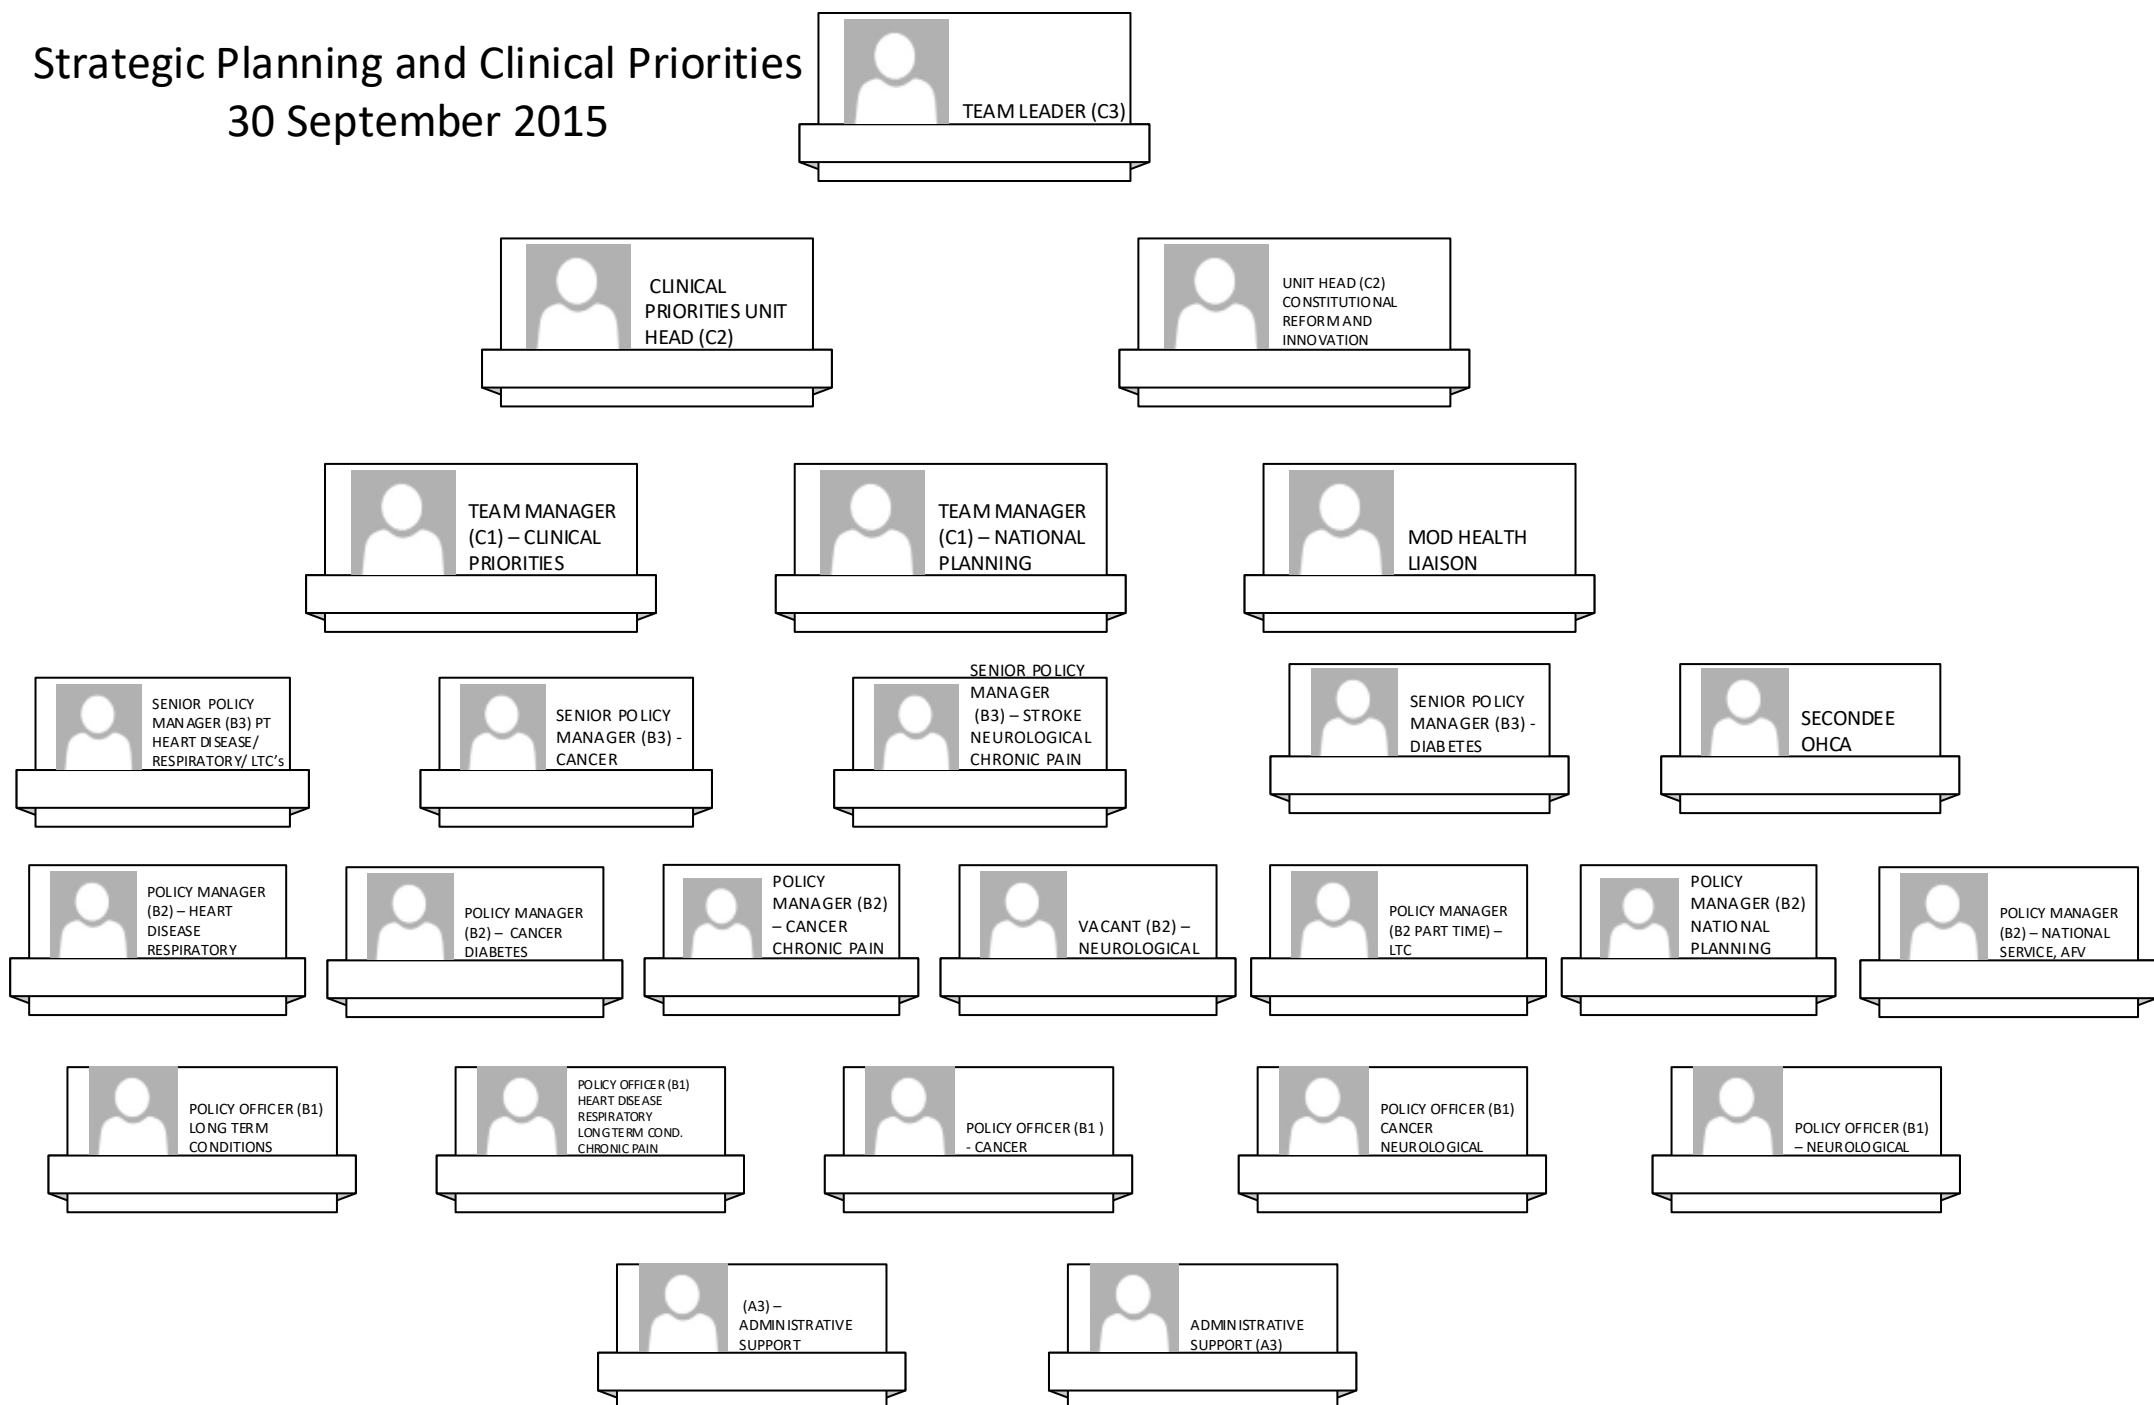 Strategic Planning and Clinical Priorities
30 September 2015
TEAM LEADER (C3)
CLINICAL
PRIORITIES UNIT
HEAD (C2)
UNIT HEAD (C2)
CONSTITUTIONAL
REFORM AND
INNOVATION
TEAM MANAGER
(C1) – CLINICAL
PRIORITIES
TEAM MANAGER
(C1) – NATIONAL
PLANNING
MOD HEALTH
LIAISON
SENIOR POLICY
MANAGER (B3) PT
HEART DISEASE/
RESPIRATORY/ LTC’s
SENIOR POLICY
MANAGER (B3) -
CANCER
SENIOR POLICY
MANAGER
(B3) – STROKE
NEUROLOGICAL
CHRONIC PAIN
SENIOR POLICY
MANAGER (B3) -
DIABETES
SECONDEE
OHCA
POLICY MANAGER
(B2) – HEART
DISEASE
RESPIRATORY
POLICY MANAGER
(B2) – CANCER
DIABETES
POLICY
MANAGER (B2)
– CANCER
CHRONIC PAIN
VACANT (B2) –
NEUROLOGICAL
POLICY MANAGER
(B2 PART TIME) –
LTC
POLICY
MANAGER (B2)
NATIONAL
PLANNING
POLICY MANAGER
(B2) – NATIONAL
SERVICE, AFV
POLICY OFFICER (B1)
LONG TERM
CONDITIONS
POLICY OFFICER (B1)
HEART DISEASE
RESPIRATORY
LONGTERM COND.
CHRONIC PAIN
POLICY OFFICER (B1 )
- CANCER
POLICY OFFICER (B1)
CANCER
NEUROLOGICAL
POLICY OFFICER (B1)
– NEUROLOGICAL
(A3) –
ADMINISTRATIVE
SUPPORT
ADMINISTRATIVE
SUPPORT (A3)